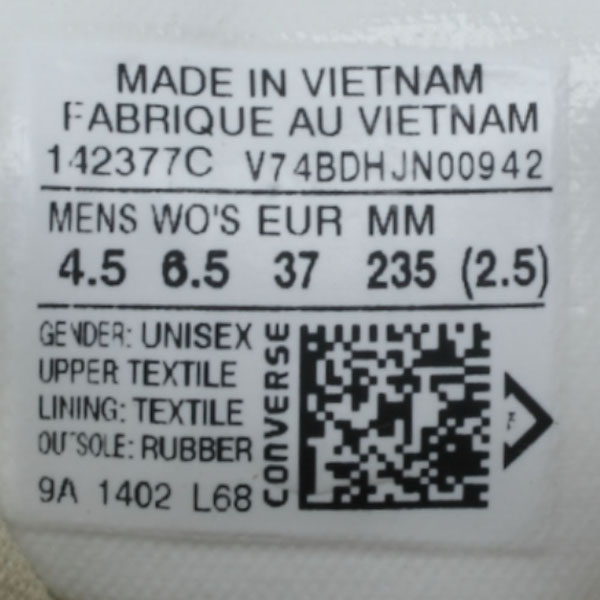 MADE IN VIETNAM
FABRIQUE AU VIETNAM
142377C V74BDHJN00942
MENS WO'S EUR MM
4.5 6.5 37 235 (2.5)
GENDER: UNISEX
UPPER TEXTILE
LINING: TEXTILE
OUTSOLE: RUBBER
9A 1402 L68
CONVERSE